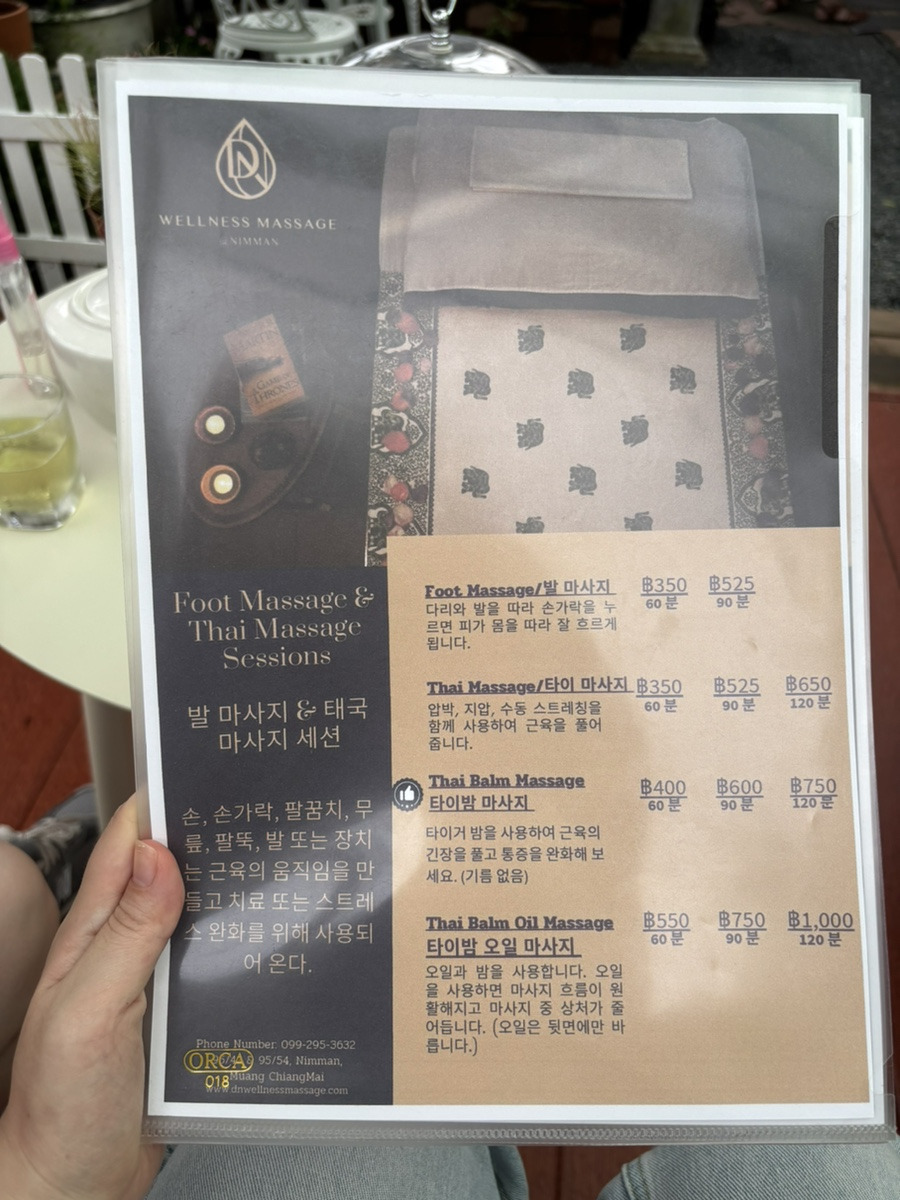 DN
WELLNESS MASSAGE
@NIMMAN
MARTIN
A GAME OF
THRONES
Foot Massage &
Thai Massage
Sessions
발 마사지 & 태국
마사지 세션
손, 손가락, 팔꿈치, 무
릎, 팔뚝, 발 또는 장치
는 근육의 움직임을 만
들고 치료 또는 스트레
스 완화를 위해 사용되
어 온다.
Phone Number: 099-295-3632
& 95/54, Nimman,
Muang ChiangMai
www.dnwellnessmassage.com
ORCA
018
Foot Massage/발 마사지 ฿350 ฿525
60 분 90 분
다리와 발을 따라 손가락을 누
르면 피가 몸을 따라 잘 흐르게
됩니다.
Thai Massage/타이 마사지 ฿350 ฿525 ฿650
60 분 90 분 120 분
압박, 지압, 수동 스트레칭을
함께 사용하여 근육을 풀어
줍니다.
Thai Balm Massage ฿400 ฿600 ฿750
타이밤 마사지 60 분 90 분 120 분
타이거 밤을 사용하여 근육의
긴장을 풀고 통증을 완화해 보
세요. (기름 없음)
Thai Balm Oil Massage ฿550 ฿750 ฿1,000
타이밤 오일 마사지 60 분 90 분 120 분
오일과 밤을 사용합니다. 오일
을 사용하면 마사지 흐름이 원
활해지고 마사지 중 상처가 줄
어듭니다. (오일은 뒷면에만 바
릅니다.)